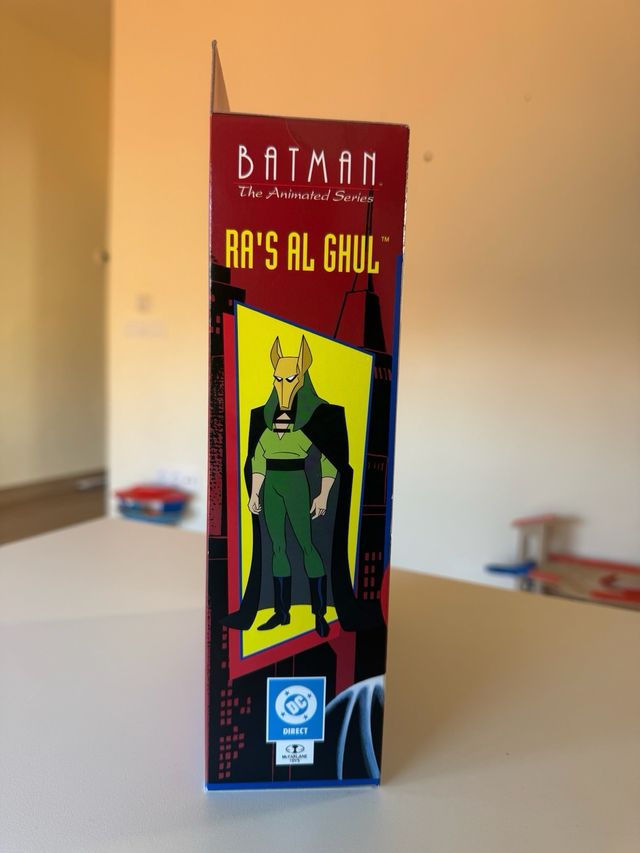 BATMAN
The Animated Series
RA'S AL GHUL™
DC
DIRECT
McFARLANE
TOYS